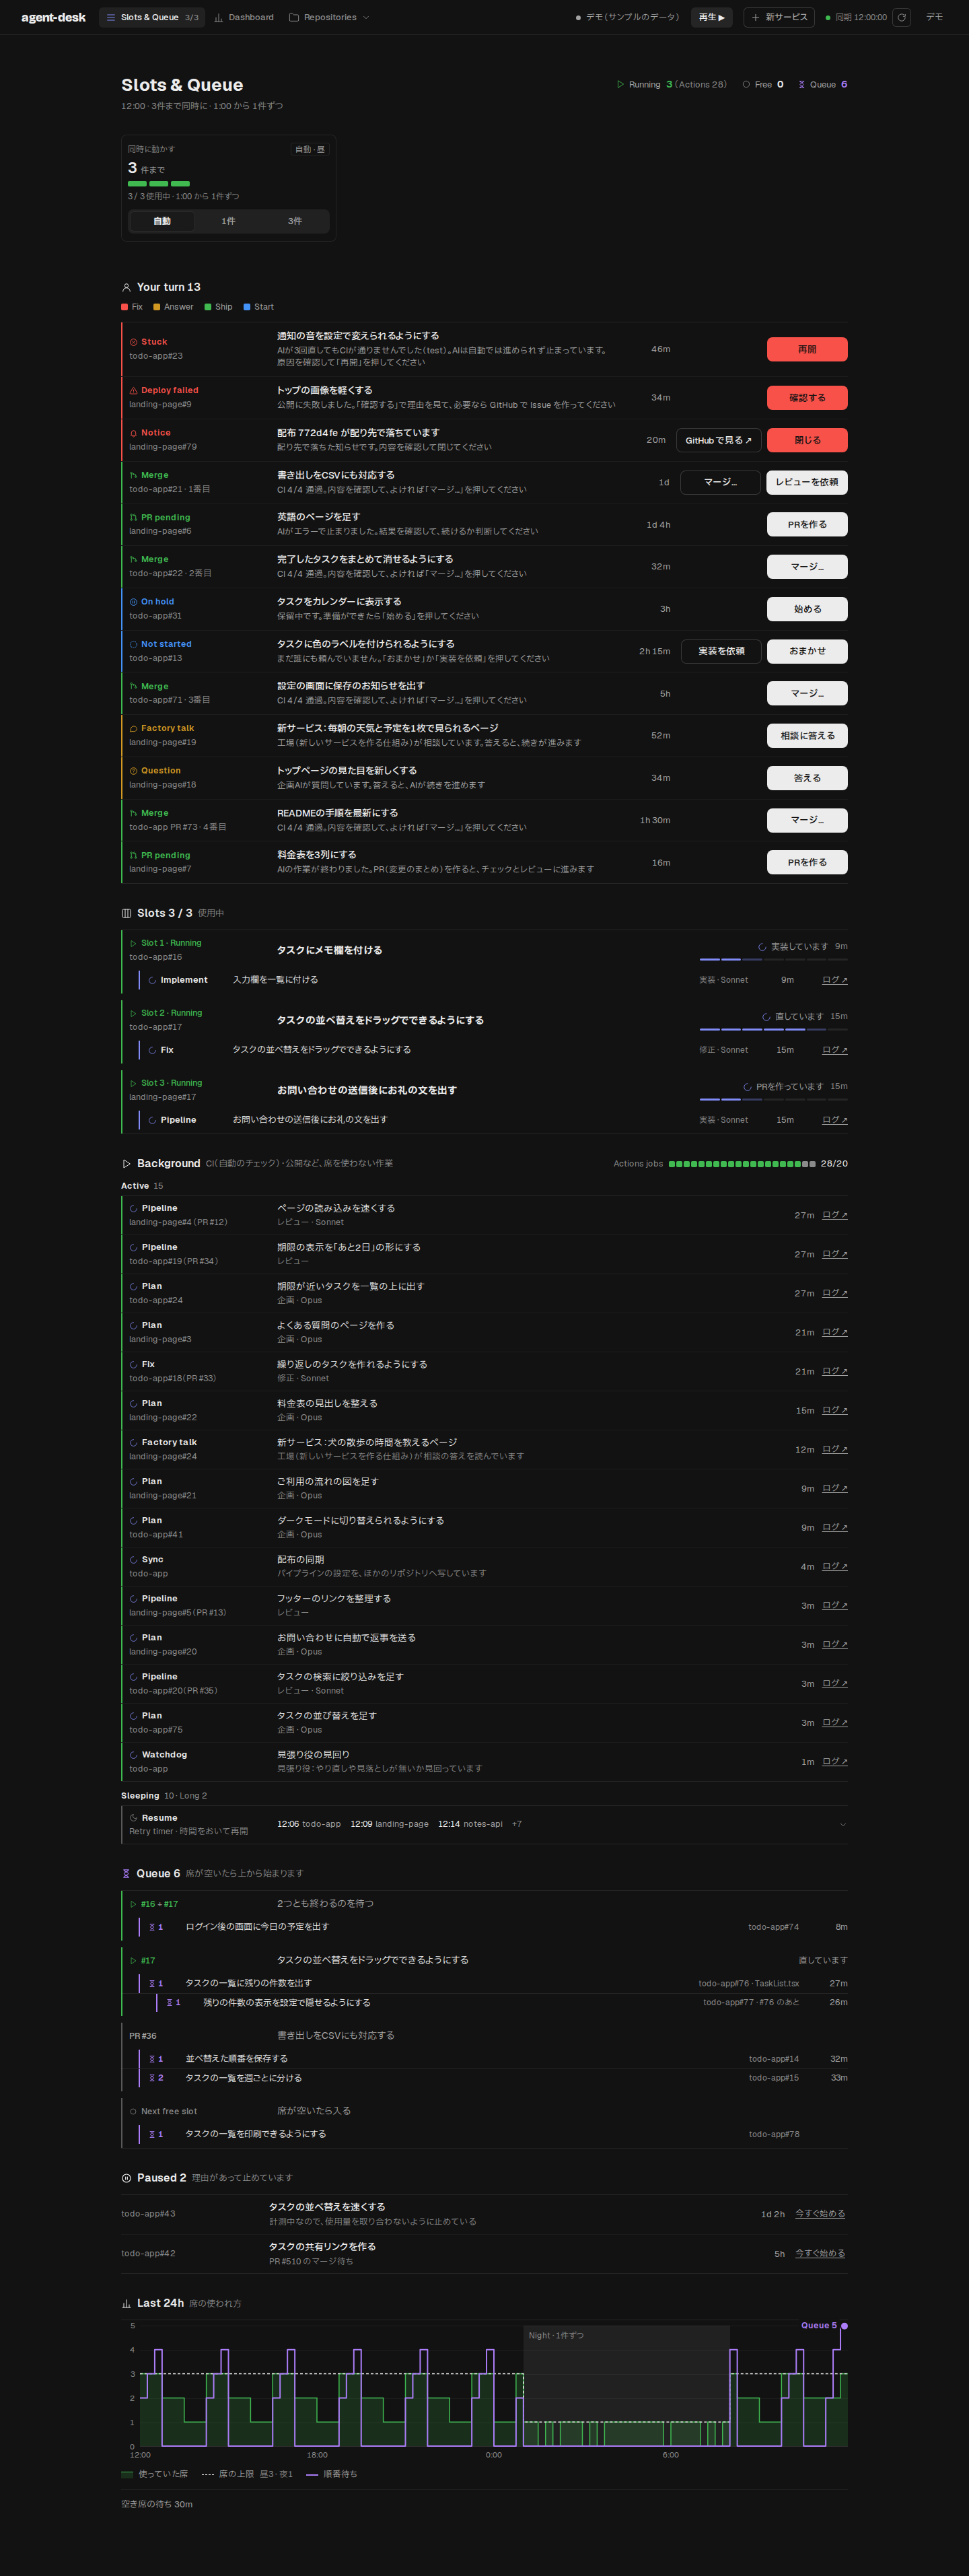 agent-desk Slots & Queue 3/3 Dashboard Repositories デモ（サンプルのデータ） 再生 ▶ 新サービス 同期 12:00:00 デモ
Slots & Queue
Running 3（Actions 28） Free 0 Queue 6
12:00 · 3件まで同時に · 1:00 から 1件ずつ
同時に動かす 自動 · 昼
3 件まで
3 / 3 使用中 · 1:00 から 1件ずつ
自動 1件 3件
Your turn 13
Fix Answer Ship Start
Stuck
todo-app#23
通知の音を設定で変えられるようにする
AIが3回直してもCIが通りませんでした（test）。AIは自動では進められず止まっています。
原因を確認して「再開」を押してください
46m 再開
Deploy failed
landing-page#9
トップの画像を軽くする
公開に失敗しました。「確認する」で理由を見て、必要なら GitHub で Issue を作ってください
34m 確認する
Notice
landing-page#79
配布 772d4fe が配り先で落ちています
配り先で落ちた知らせです。内容を確認して閉じてください
20m GitHub で見る ↗ 閉じる
Merge
todo-app#21 · 1番目
書き出しをCSVにも対応する
CI 4/4 通過。内容を確認して、よければ「マージ…」を押してください
1d マージ… レビューを依頼
PR pending
landing-page#6
英語のページを足す
AIがエラーで止まりました。結果を確認して、続けるか判断してください
1d 4h PRを作る
Merge
todo-app#22 · 2番目
完了したタスクをまとめて消せるようにする
CI 4/4 通過。内容を確認して、よければ「マージ…」を押してください
32m マージ…
On hold
todo-app#31
タスクをカレンダーに表示する
保留中です。準備ができたら「始める」を押してください
3h 始める
Not started
todo-app#13
タスクに色のラベルを付けられるようにする
まだ誰にも頼んでいません。「おまかせ」か「実装を依頼」を押してください
2h 15m 実装を依頼 おまかせ
Merge
todo-app#71 · 3番目
設定の画面に保存のお知らせを出す
CI 4/4 通過。内容を確認して、よければ「マージ…」を押してください
5h マージ…
Factory talk
landing-page#19
新サービス：毎朝の天気と予定を1枚で見られるページ
工場（新しいサービスを作る仕組み）が相談しています。答えると、続きが進みます
52m 相談に答える
Question
landing-page#18
トップページの見た目を新しくする
企画AIが質問しています。答えると、AIが続きを進めます
34m 答える
Merge
todo-app PR #73 · 4番目
READMEの手順を最新にする
CI 4/4 通過。内容を確認して、よければ「マージ…」を押してください
1h 30m マージ…
PR pending
landing-page#7
料金表を3列にする
AIの作業が終わりました。PR（変更のまとめ）を作ると、チェックとレビューに進みます
16m PRを作る
Slots 3 / 3 使用中
Slot 1 · Running
todo-app#16
タスクにメモ欄を付ける
実装しています 9m
Implement 入力欄を一覧に付ける 実装 · Sonnet 9m ログ ↗
Slot 2 · Running
todo-app#17
タスクの並べ替えをドラッグでできるようにする
直しています 15m
Fix タスクの並べ替えをドラッグでできるようにする 修正 · Sonnet 15m ログ ↗
Slot 3 · Running
landing-page#17
お問い合わせの送信後にお礼の文を出す
PRを作っています 15m
Pipeline お問い合わせの送信後にお礼の文を出す 実装 · Sonnet 15m ログ ↗
Background CI（自動のチェック）· 公開など、席を使わない作業 Actions jobs 28/20
Active 15
Pipeline
landing-page#4（PR #12）
ページの読み込みを速くする
レビュー · Sonnet
27m ログ ↗
Pipeline
todo-app#19（PR #34）
期限の表示を「あと2日」の形にする
レビュー
27m ログ ↗
Plan
todo-app#24
期限が近いタスクを一覧の上に出す
企画 · Opus
27m ログ ↗
Plan
landing-page#3
よくある質問のページを作る
企画 · Opus
21m ログ ↗
Fix
todo-app#18（PR #33）
繰り返しのタスクを作れるようにする
修正 · Sonnet
21m ログ ↗
Plan
landing-page#22
料金表の見出しを整える
企画 · Opus
15m ログ ↗
Factory talk
landing-page#24
新サービス：犬の散歩の時間を教えるページ
工場（新しいサービスを作る仕組み）が相談の答えを読んでいます
12m ログ ↗
Plan
landing-page#21
ご利用の流れの図を足す
企画 · Opus
9m ログ ↗
Plan
todo-app#41
ダークモードに切り替えられるようにする
企画 · Opus
9m ログ ↗
Sync
todo-app
配布の同期
パイプラインの設定を、ほかのリポジトリへ写しています
4m ログ ↗
Pipeline
landing-page#5（PR #13）
フッターのリンクを整理する
レビュー
3m ログ ↗
Plan
landing-page#20
お問い合わせに自動で返事を送る
企画 · Opus
3m ログ ↗
Pipeline
todo-app#20（PR #35）
タスクの検索に絞り込みを足す
レビュー · Sonnet
3m ログ ↗
Plan
todo-app#75
タスクの並び替えを足す
企画 · Opus
3m ログ ↗
Watchdog
todo-app
見張り役の見回り
見張り役：やり直しや見落としが無いか見回っています
1m ログ ↗
Sleeping 10 · Long 2
Resume
Retry timer · 時間をおいて再開
12:06 todo-app 12:09 landing-page 12:14 notes-api +7
Queue 6 席が空いたら上から始まります
#16 + #17 2つとも終わるのを待つ
1 ログイン後の画面に今日の予定を出す todo-app#74 8m
#17 タスクの並べ替えをドラッグでできるようにする 直しています
1 タスクの一覧に残りの件数を出す todo-app#76 · TaskList.tsx 27m
1 残りの件数の表示を設定で隠せるようにする todo-app#77 · #76 のあと 26m
PR #36 書き出しをCSVにも対応する
1 並べ替えた順番を保存する todo-app#14 32m
2 タスクの一覧を週ごとに分ける todo-app#15 33m
Next free slot 席が空いたら入る
1 タスクの一覧を印刷できるようにする todo-app#78
Paused 2 理由があって止めています
todo-app#43
タスクの並べ替えを速くする
計測中なので、使用量を取り合わないように止めている
1d 2h 今すぐ始める
todo-app#42
タスクの共有リンクを作る
PR #510 のマージ待ち
5h 今すぐ始める
Last 24h 席の使われ方
5 4 3 2 1 0
Night · 1件ずつ
Queue 5
12:00 18:00 0:00 6:00
使っていた席 席の上限 昼3 · 夜1 順番待ち
空き席の待ち 30m